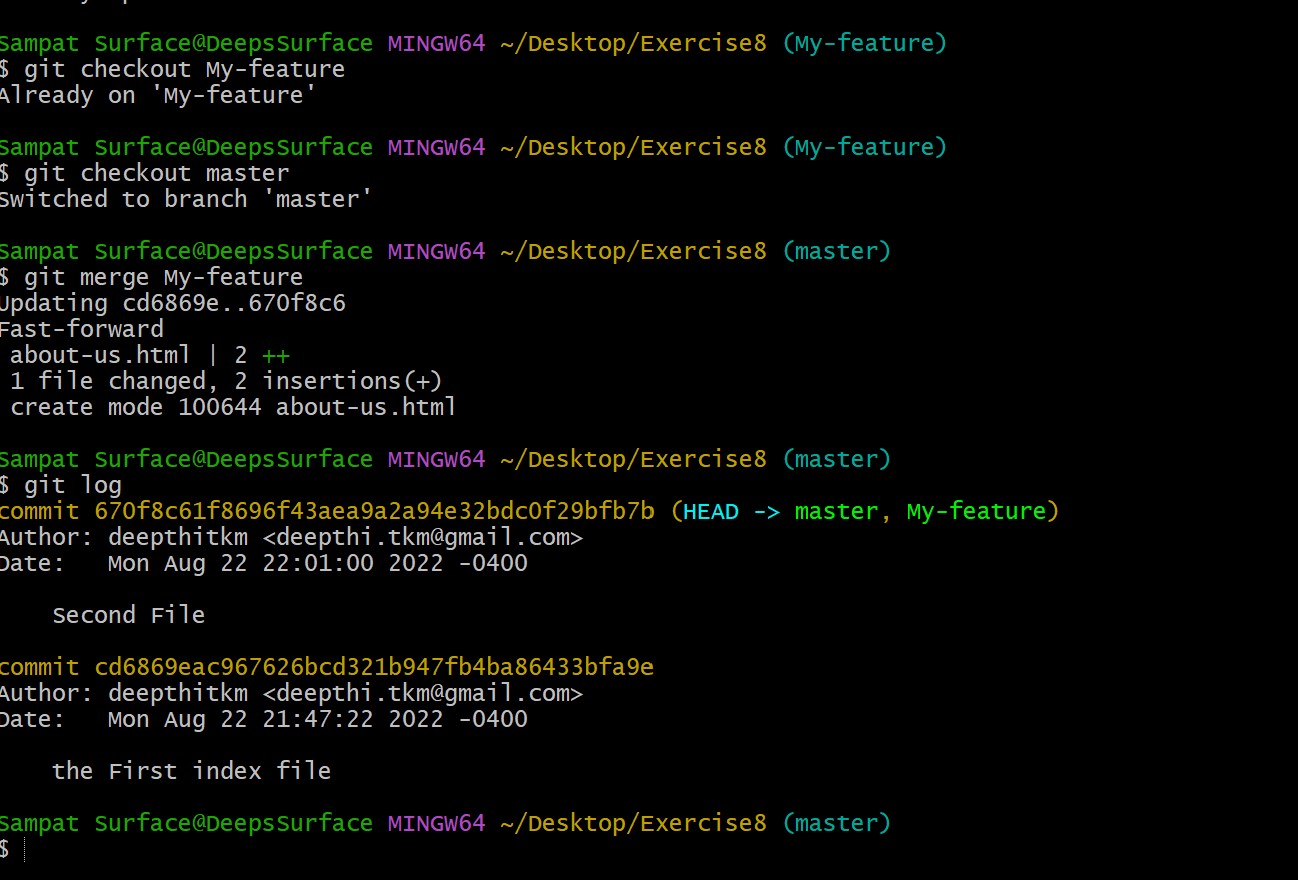 Sampat Surface@DeepsSurface MINGW64 ~/Desktop/Exercise8 (My-feature)
$ git checkout My-feature
Already on 'My-feature'
Sampat Surface@DeepsSurface MINGW64 ~/Desktop/Exercise8 (My-feature)
$ git checkout master
Switched to branch 'master'
Sampat Surface@DeepsSurface MINGW64 ~/Desktop/Exercise8 (master)
$ git merge My-feature
Updating cd6869e..670f8c6
Fast-forward
 about-us.html | 2 ++
 1 file changed, 2 insertions(+)
 create mode 100644 about-us.html
Sampat Surface@DeepsSurface MINGW64 ~/Desktop/Exercise8 (master)
$ git log
commit 670f8c61f8696f43aea9a2a94e32bdc0f29bfb7b (HEAD -> master, My-feature)
Author: deepthitkm <deepthi.tkm@gmail.com>
Date:   Mon Aug 22 22:01:00 2022 -0400
    Second File
commit cd6869eac967626bcd321b947fb4ba86433bfa9e
Author: deepthitkm <deepthi.tkm@gmail.com>
Date:   Mon Aug 22 21:47:22 2022 -0400
    the First index file
Sampat Surface@DeepsSurface MINGW64 ~/Desktop/Exercise8 (master)
$